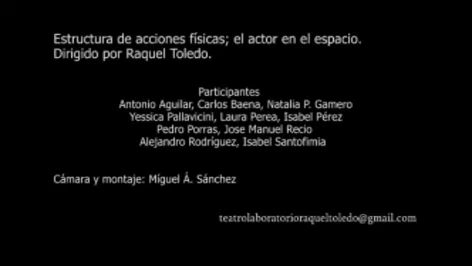 Estructura de acciones físicas; el actor en el espacio.
Dirigido por Raquel Toledo.
Participantes
Antonio Aguilar, Carlos Baena, Natalia P. Gamero
Yessica Pallavicini, Laura Perea, Isabel Pérez
Pedro Porras, Jose Manuel Recio
Alejandro Rodríguez, Isabel Santofimia
Cámara y montaje: Míguel Á. Sánchez
teatrolaboratorioraqueltoledo@gmail.com